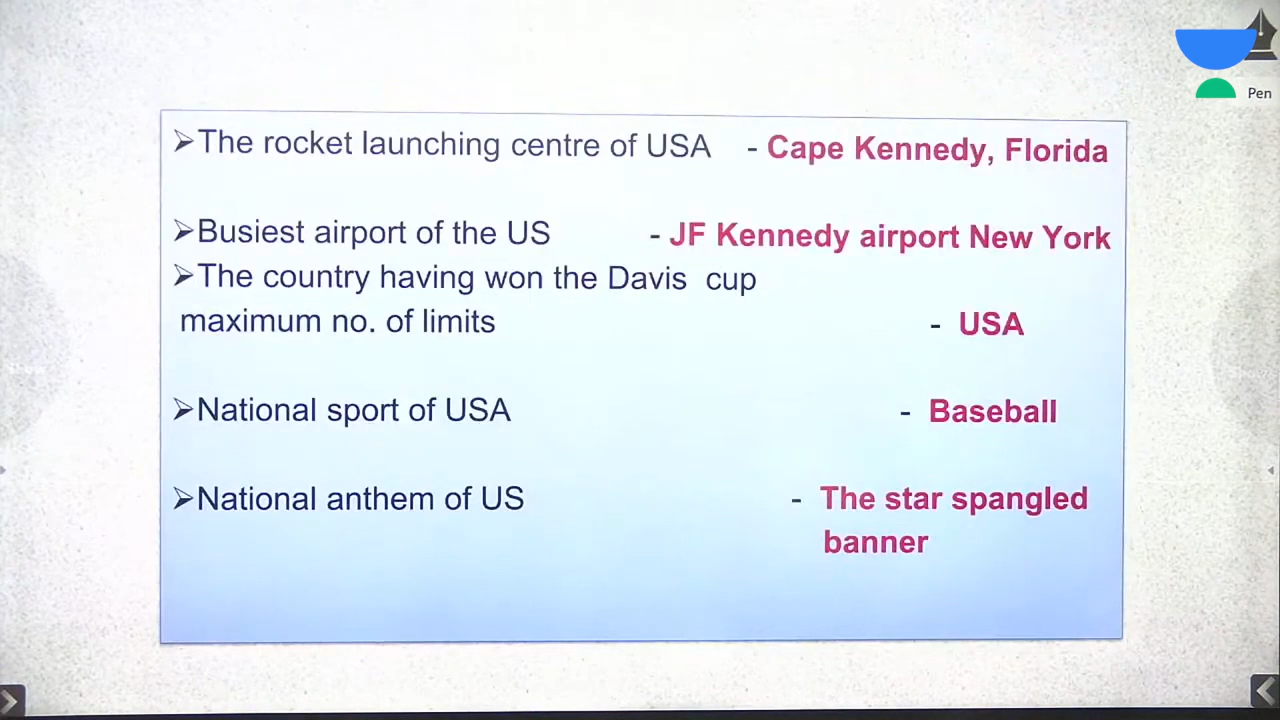 Pen
➢The rocket launching centre of USA - Cape Kennedy, Florida
➢Busiest airport of the US - JF Kennedy airport New York
➢The country having won the Davis cup
maximum no. of limits - USA
➢National sport of USA - Baseball
➢National anthem of US - The star spangled
banner